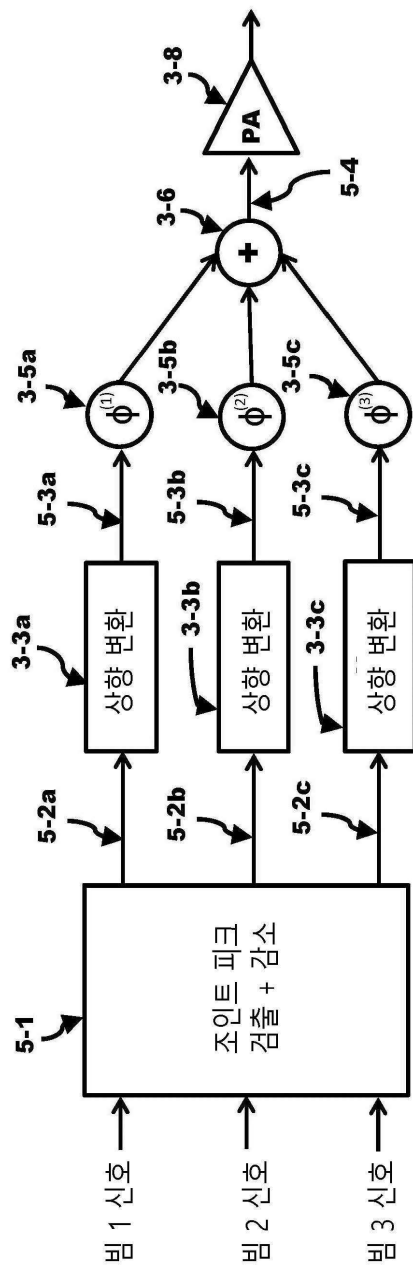 빔 1 신호
빔 2 신호
빔 3 신호
5-1
조인트 피크
검출 + 감소
5-2a
5-2b
5-2c
3-3a
상향 변환
3-3b
상향 변환
3-3c
상향 변환
5-3a
5-3b
5-3c
3-5a
ϕ(1)
3-5b
ϕ(2)
3-5c
ϕ(3)
3-6
+
5-4
3-8
PA